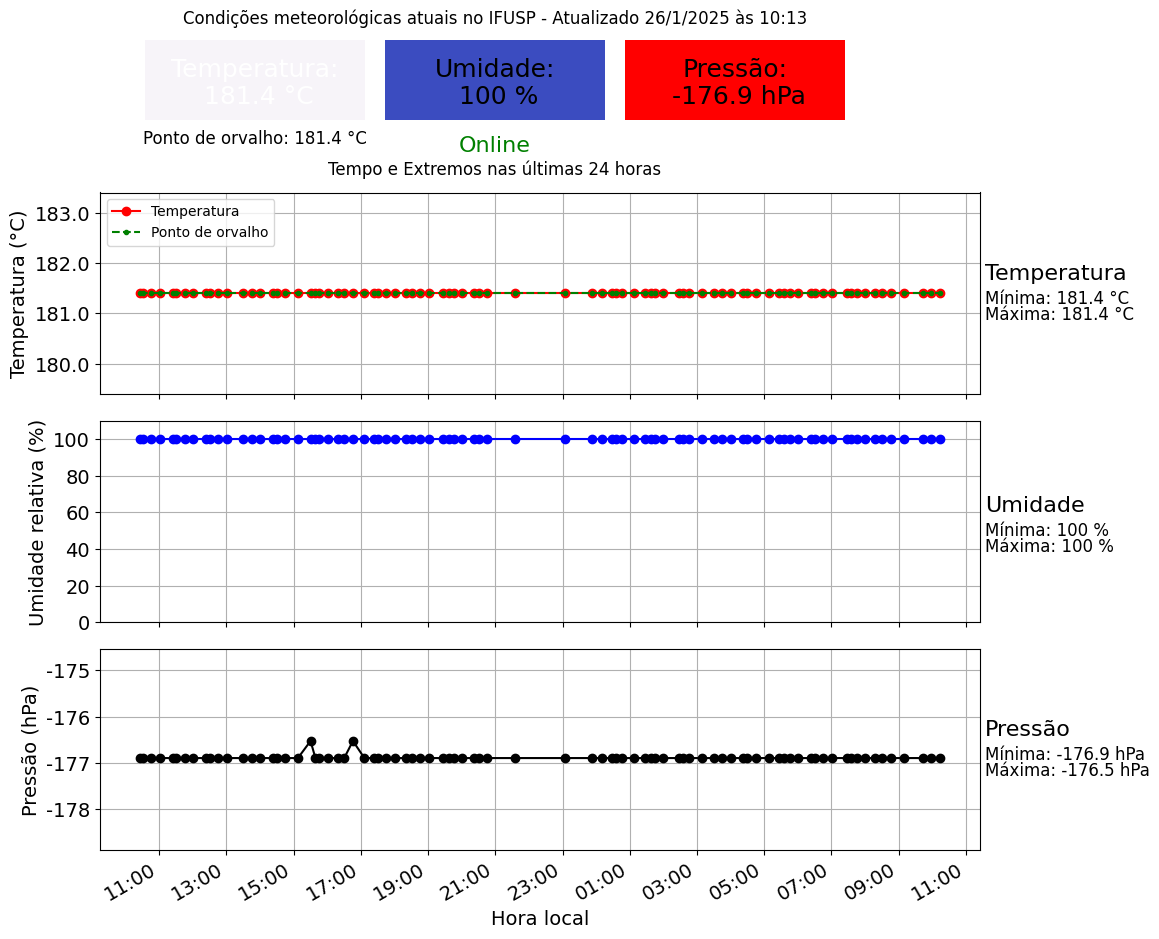 Condições meteorológicas atuais no IFUSP - Atualizado 26/1/2025 às 10:13
Temperatura:
181.4 °C
Umidade:
100 %
Pressão:
-176.9 hPa
Ponto de orvalho: 181.4 °C
Online
Tempo e Extremos nas últimas 24 horas
Temperatura (°C)
183.0
182.0
181.0
180.0
Temperatura
Ponto de orvalho
Temperatura
Mínima: 181.4 °C
Máxima: 181.4 °C
Umidade relativa (%)
100
80
60
40
20
0
Umidade
Mínima: 100 %
Máxima: 100 %
Pressão (hPa)
-175
-176
-177
-178
Pressão
Mínima: -176.9 hPa
Máxima: -176.5 hPa
11:00 13:00 15:00 17:00 19:00 21:00 23:00 01:00 03:00 05:00 07:00 09:00 11:00
Hora local